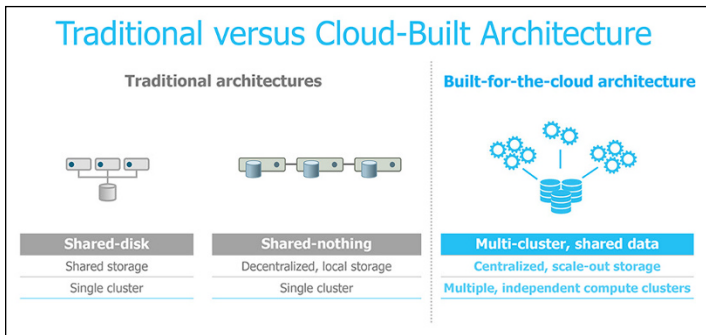 Traditional versus Cloud-Built Architecture
Traditional architectures
Built-for-the-cloud architecture
Shared-disk
Shared storage
Single cluster
Shared-nothing
Decentralized, local storage
Single cluster
Multi-cluster, shared data
Centralized, scale-out storage
Multiple, independent compute clusters